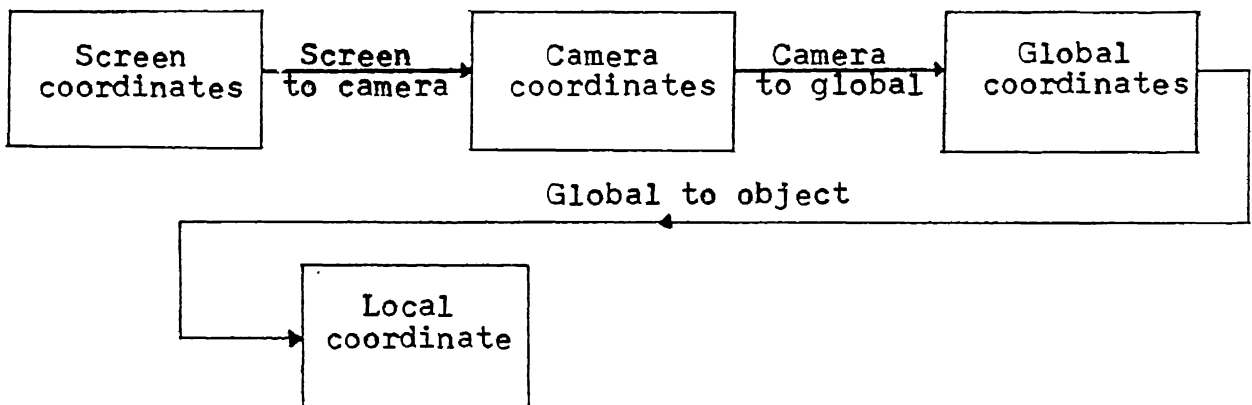 Screen
coordinates
Screen
to camera
Camera
coordinates
Camera
to global
Global
coordinates
Global to object
Local
coordinate